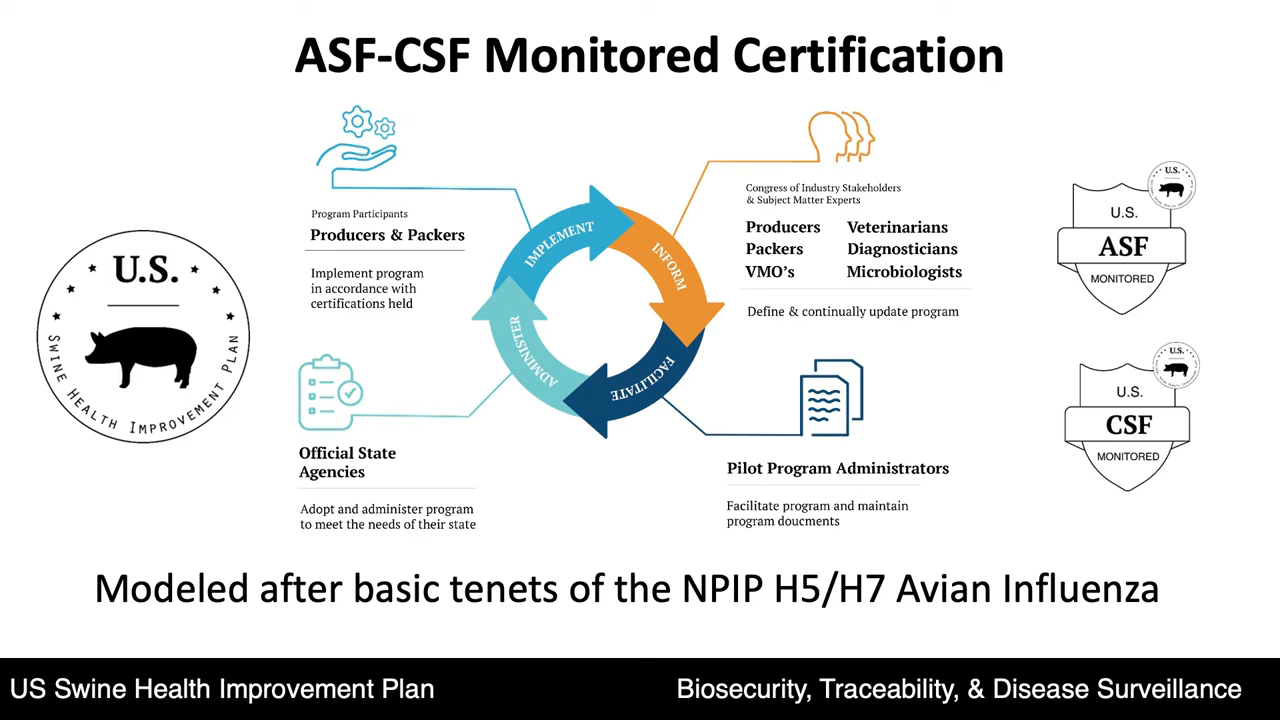 ASF-CSF Monitored Certification
U.S.
SWINE HEALTH IMPROVEMENT PLAN
Program Participants
Producers & Packers
Implement program
in accordance with
certifications held
IMPLEMENT
INFORM
FACILITATE
ADMINISTER
Congress of Industry Stakeholders
& Subject Matter Experts
Producers Veterinarians
Packers Diagnosticians
VMO's Microbiologists
Define & continually update program
Official State
Agencies
Adopt and administer program
to meet the needs of their state
Pilot Program Administrators
Facilitate program and maintain
program doucments
U.S.
U.S.
ASF
MONITORED
U.S.
U.S.
CSF
MONITORED
Modeled after basic tenets of the NPIP H5/H7 Avian Influenza
US Swine Health Improvement Plan
Biosecurity, Traceability, & Disease Surveillance